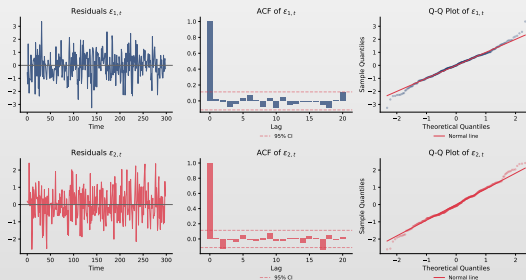 Residuals ε1,t
ACF of ε1,t
Q-Q Plot of ε1,t
3
2
1
0
−1
−2
−3
0 50 100 150 200 250 300
Time
1.0
0.8
0.6
0.4
0.2
0.0
0 5 10 15 20
Lag
95% CI
Sample Quantiles
3
2
1
0
−1
−2
−3
−2 −1 0 1 2
Theoretical Quantiles
Normal line
Residuals ε2,t
ACF of ε2,t
Q-Q Plot of ε2,t
2
1
0
−1
−2
0 50 100 150 200 250 300
Time
1.0
0.8
0.6
0.4
0.2
0.0
0 5 10 15 20
Lag
95% CI
Sample Quantiles
2
1
0
−1
−2
−2 −1 0 1 2
Theoretical Quantiles
Normal line